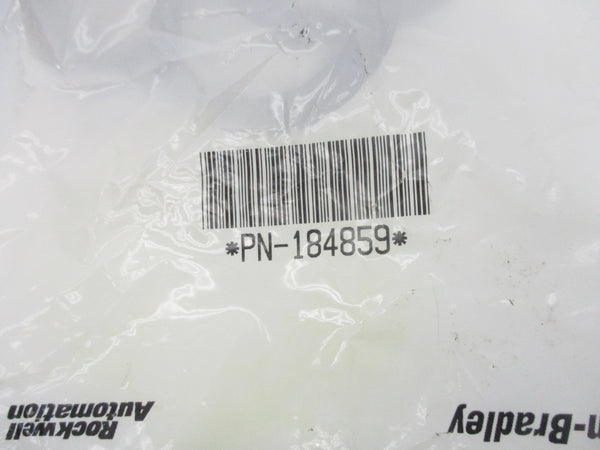 *PN-184859*
Rockwell
Automation
n-Bradley